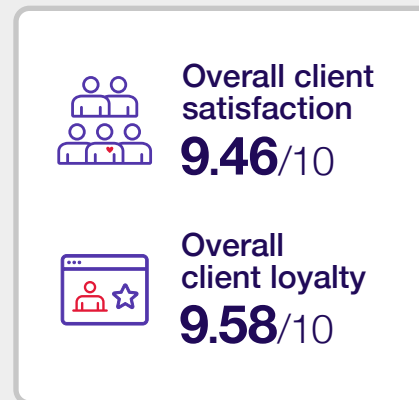 Overall client
satisfaction
9.46/10
Overall
client loyalty
9.58/10